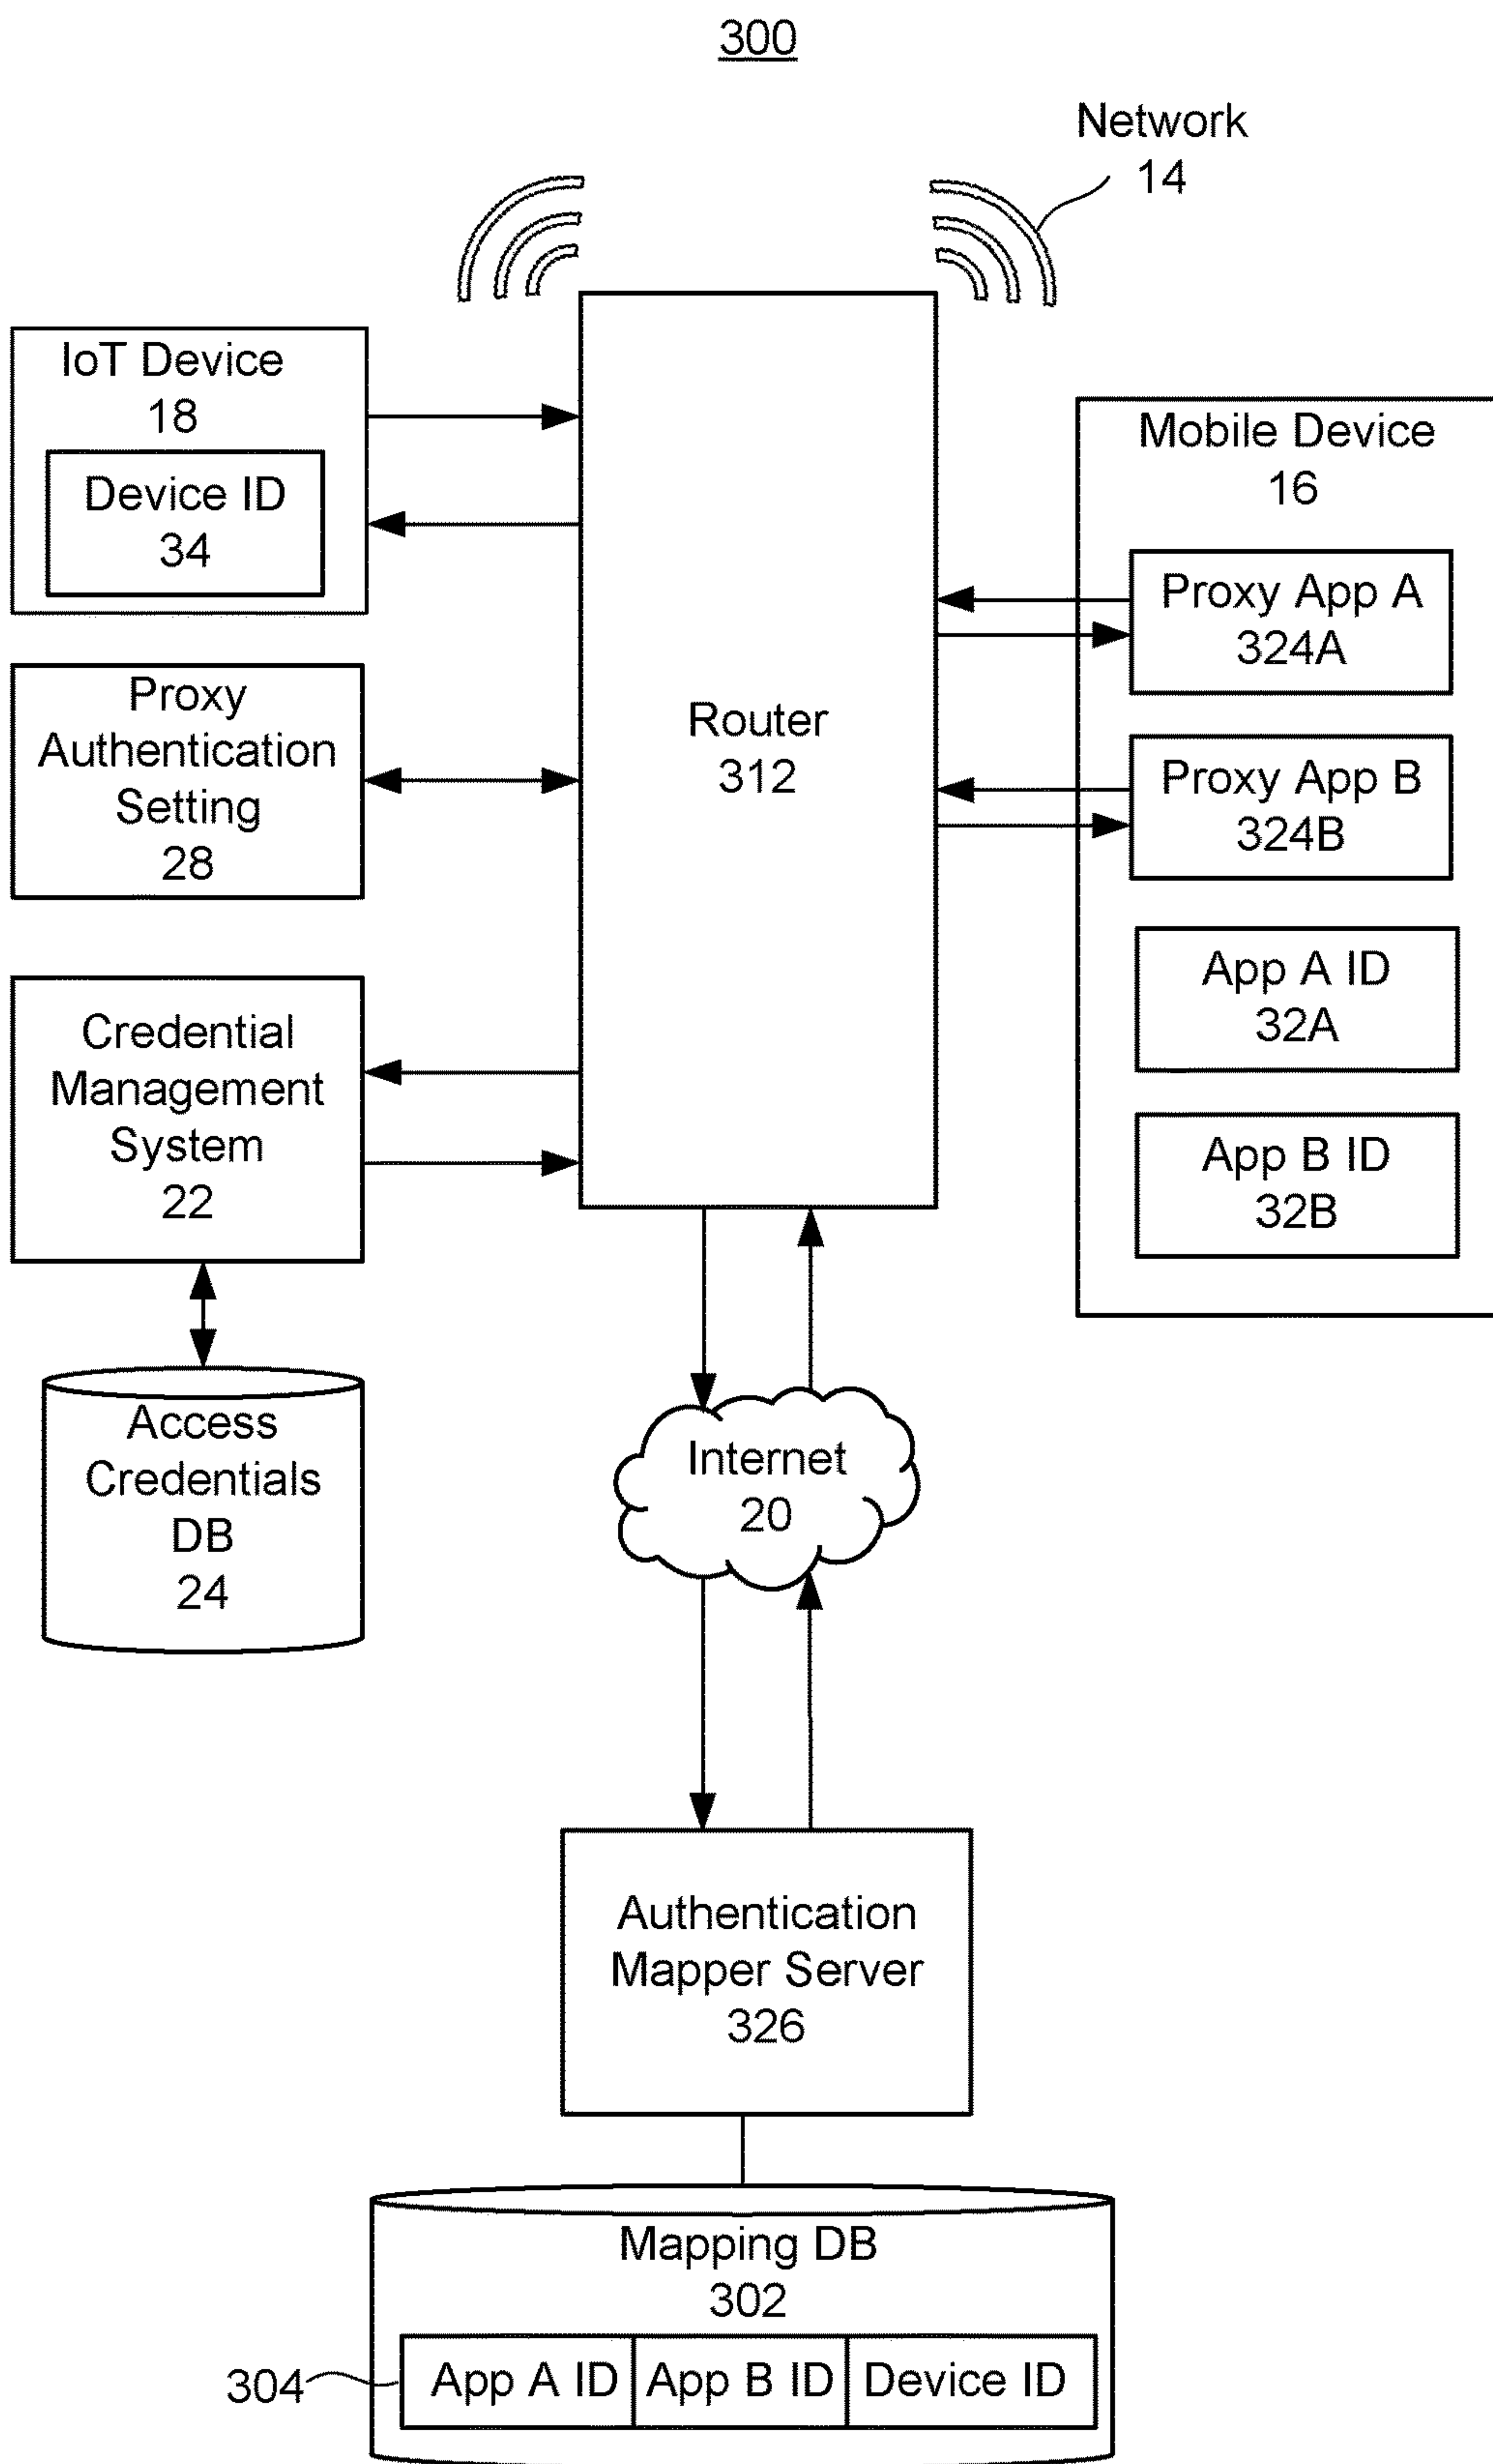 300
Network
14
IoT Device
18
Device ID
34
Proxy
Authentication
Setting
28
Credential
Management
System
22
Access
Credentials
DB
24
Router
312
Mobile Device
16
Proxy App A
324A
Proxy App B
324B
App A ID
32A
App B ID
32B
Internet
20
Authentication
Mapper Server
326
Mapping DB
302
304
App A ID App B ID Device ID